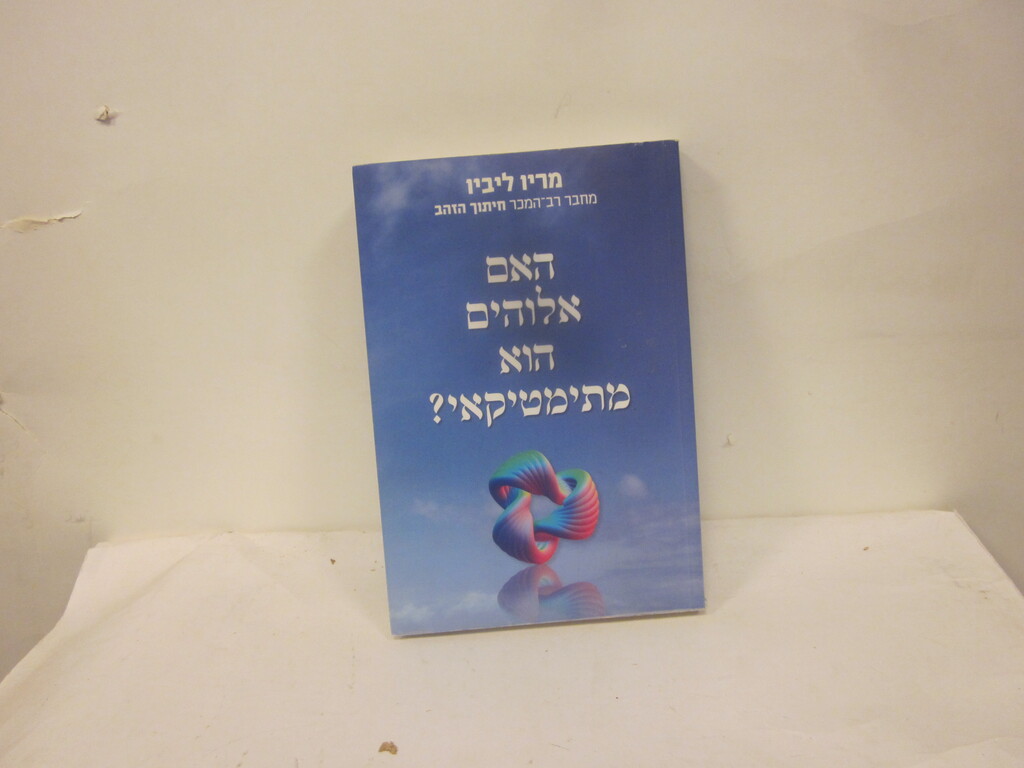 מריו ליביו
מחבר רב־המכר חיתוך הזהב
האם
אלוהים
הוא
מתימטיקאי?